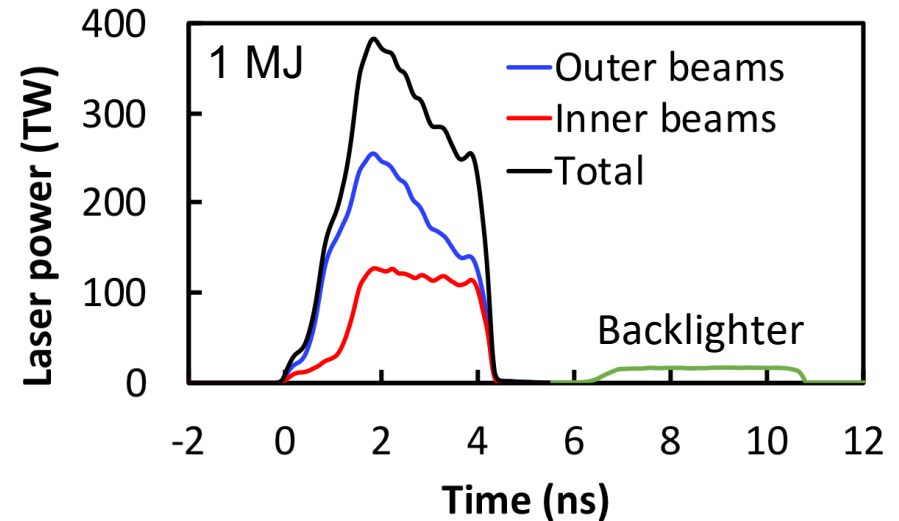 400
300
200
100
0
Laser power (TW)
1 MJ
Outer beams
Inner beams
Total
Backlighter
-2 0 2 4 6 8 10 12
Time (ns)